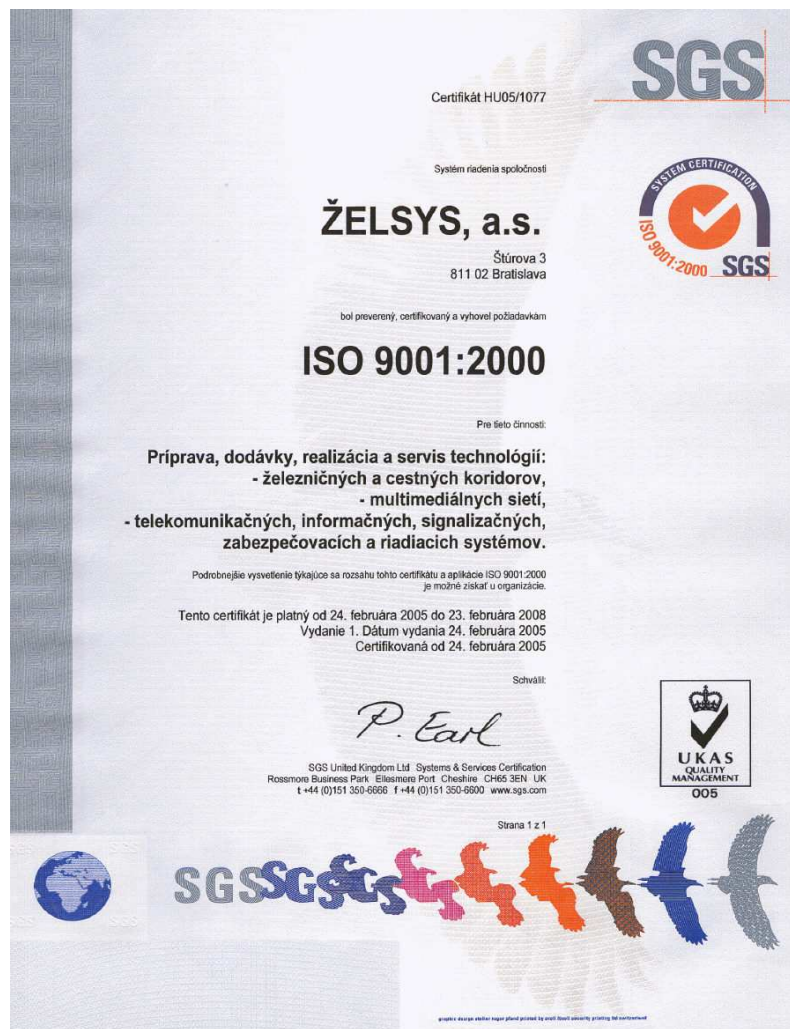 SGS
Certifikát HU05/1077
Systém riadenia spoločnosti
ŽELSYS, a.s.
Štúrova 3
811 02 Bratislava
SYSTEM CERTIFICATION
ISO 9001:2000
SGS
bol preverený, certifikovaný a vyhovel požiadavkám
ISO 9001:2000
Pre tieto činnosti:
Príprava, dodávky, realizácia a servis technológií:
- železničných a cestných koridorov,
- multimediálnych sietí,
- telekomunikačných, informačných, signalizačných,
zabezpečovacích a riadiacich systémov.
Podrobnejšie vysvetlenie týkajúce sa rozsahu tohto certifikátu a aplikácie ISO 9001:2000
je možné získať u organizácie.
Tento certifikát je platný od 24. februára 2005 do 23. februára 2008
Vydanie 1. Dátum vydania 24. februára 2005
Certifikovaná od 24. februára 2005
Schválil:
P. Earl
SGS United Kingdom Ltd Systems & Services Certification
Rossmore Business Park Ellesmere Port Cheshire CH65 3EN UK
t +44 (0)151 350-6666 f +44 (0)151 350-6600 www.sgs.com
UKAS
QUALITY
MANAGEMENT
005
Strana 1 z 1
SGS SGS SGS